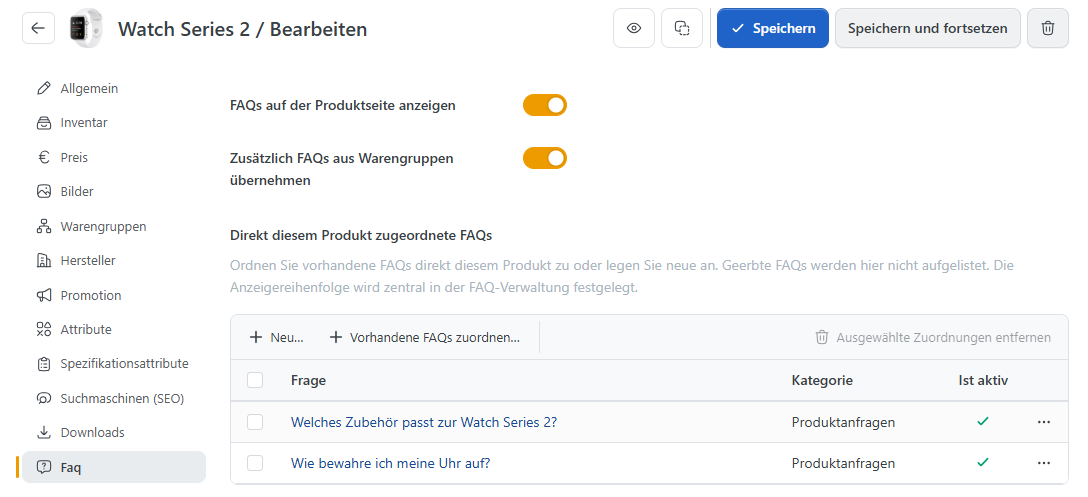 Watch Series 2 / Bearbeiten
Speichern
Speichern und fortsetzen
Allgemein
Inventar
Preis
Bilder
Warengruppen
Hersteller
Promotion
Attribute
Spezifikationsattribute
Suchmaschinen (SEO)
Downloads
Faq
FAQs auf der Produktseite anzeigen
Zusätzlich FAQs aus Warengruppen
übernehmen
Direkt diesem Produkt zugeordnete FAQs
Ordnen Sie vorhandene FAQs direkt diesem Produkt zu oder legen Sie neue an. Geerbte FAQs werden hier nicht aufgelistet. Die
Anzeigereihenfolge wird zentral in der FAQ-Verwaltung festgelegt.
Neu... Vorhandene FAQs zuordnen... Ausgewählte Zuordnungen entfernen
Frage Kategorie Ist aktiv
Welches Zubehör passt zur Watch Series 2? Produktanfragen
Wie bewahre ich meine Uhr auf? Produktanfragen